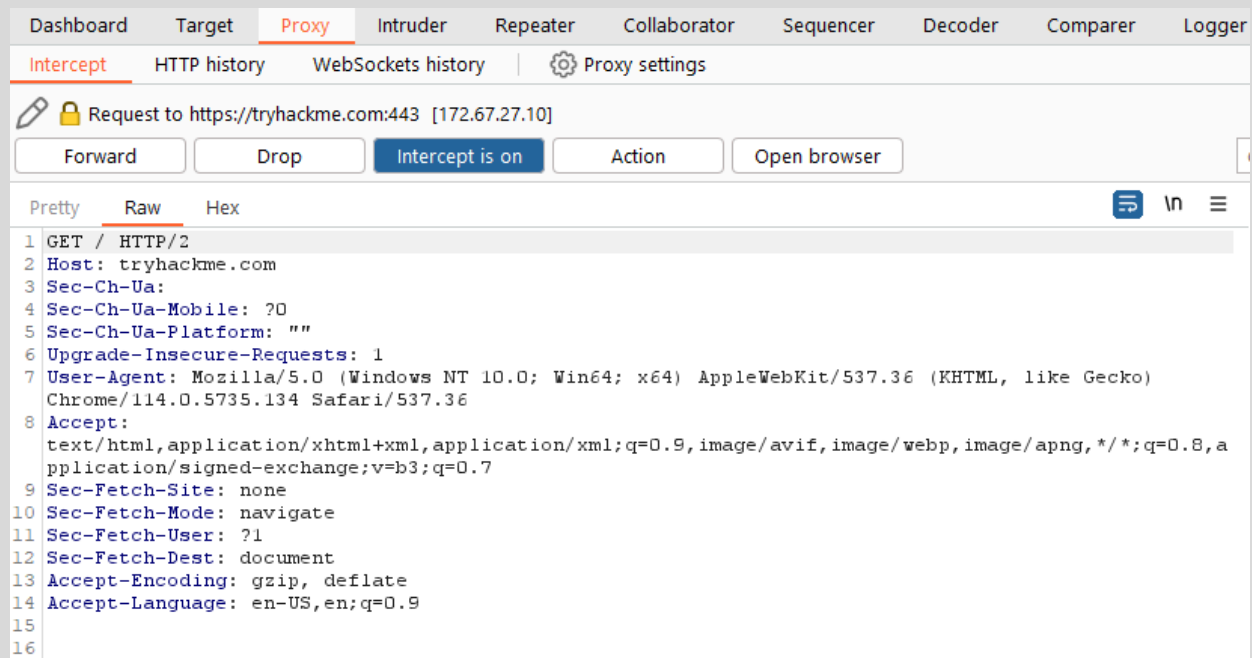 Dashboard Target Proxy Intruder Repeater Collaborator Sequencer Decoder Comparer Logger
Intercept HTTP history WebSockets history Proxy settings
Request to https://tryhackme.com:443 [172.67.27.10]
Forward Drop Intercept is on Action Open browser
Pretty Raw Hex \n
1 GET / HTTP/2
2 Host: tryhackme.com
3 Sec-Ch-Ua:
4 Sec-Ch-Ua-Mobile: ?0
5 Sec-Ch-Ua-Platform: ""
6 Upgrade-Insecure-Requests: 1
7 User-Agent: Mozilla/5.0 (Windows NT 10.0; Win64; x64) AppleWebKit/537.36 (KHTML, like Gecko)
Chrome/114.0.5735.134 Safari/537.36
8 Accept:
text/html,application/xhtml+xml,application/xml;q=0.9,image/avif,image/webp,image/apng,*/*;q=0.8,a
pplication/signed-exchange;v=b3;q=0.7
9 Sec-Fetch-Site: none
10 Sec-Fetch-Mode: navigate
11 Sec-Fetch-User: ?1
12 Sec-Fetch-Dest: document
13 Accept-Encoding: gzip, deflate
14 Accept-Language: en-US,en;q=0.9
15
16